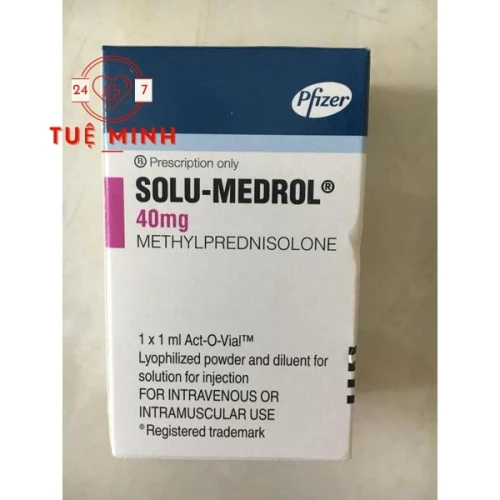 24 7
TUỆ MINH
Pfizer
℞ Prescription only
SOLU-MEDROL®
40mg
METHYLPREDNISOLONE
1 x 1 ml Act-O-Vial™
Lyophilized powder and diluent for
solution for injection
FOR INTRAVENOUS OR
INTRAMUSCULAR USE
®Registered trademark